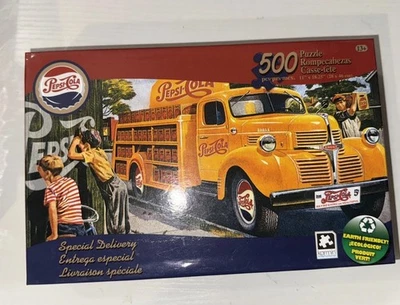 PEPSI-COLA
500
Puzzle
Rompecabezas
Casse-tête
PEPSI-COLA
Pepsi-Cola
PEPS
Pepsi-Cola
Special Delivery
Entrega especial
Livraison spéciale
EARTH FRIENDLY!
¡ECOLÓGICO!
PRODUIT
VERT!